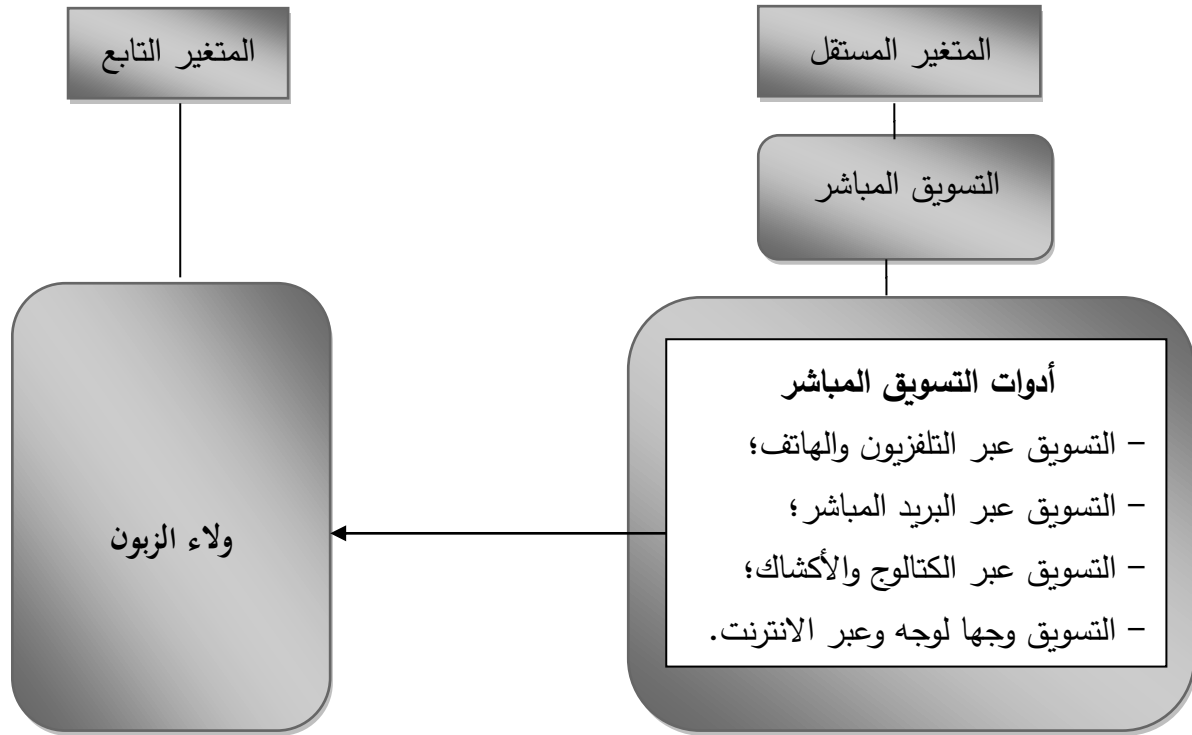 المتغير المستقل
المتغير التابع
التسويق المباشر
أدوات التسويق المباشر
- التسويق عبر التلفزيون والهاتف؛
- التسويق عبر البريد المباشر؛
- التسويق عبر الكتالوج والأكشاك؛
- التسويق وجها لوجه وعبر الانترنت.
ولاء الزبون